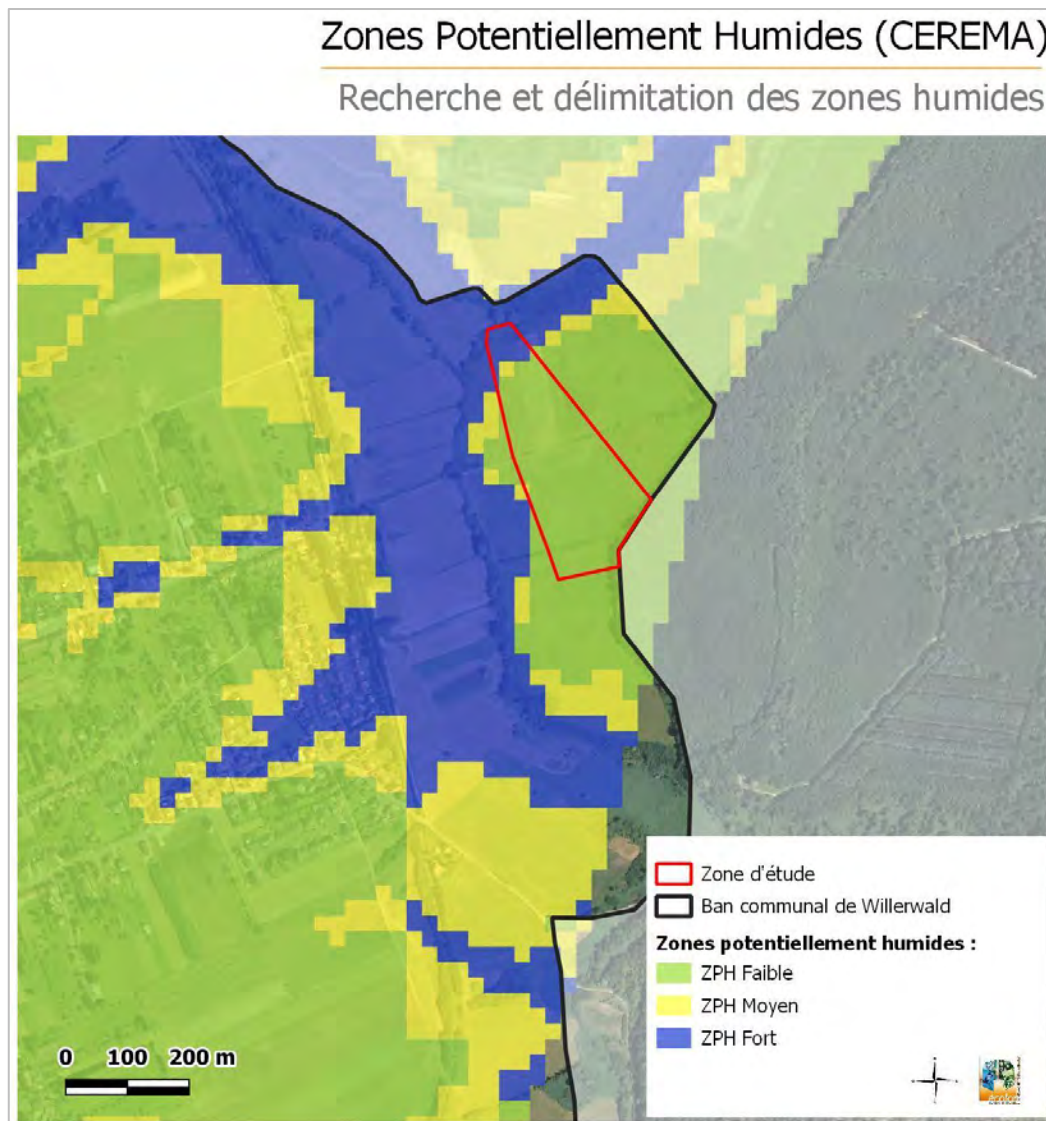 Zones Potentiellement Humides (CEREMA)
Recherche et délimitation des zones humides
Zone d'étude
Ban communal de Willerwald
Zones potentiellement humides :
ZPH Faible
ZPH Moyen
ZPH Fort
0 100 200 m